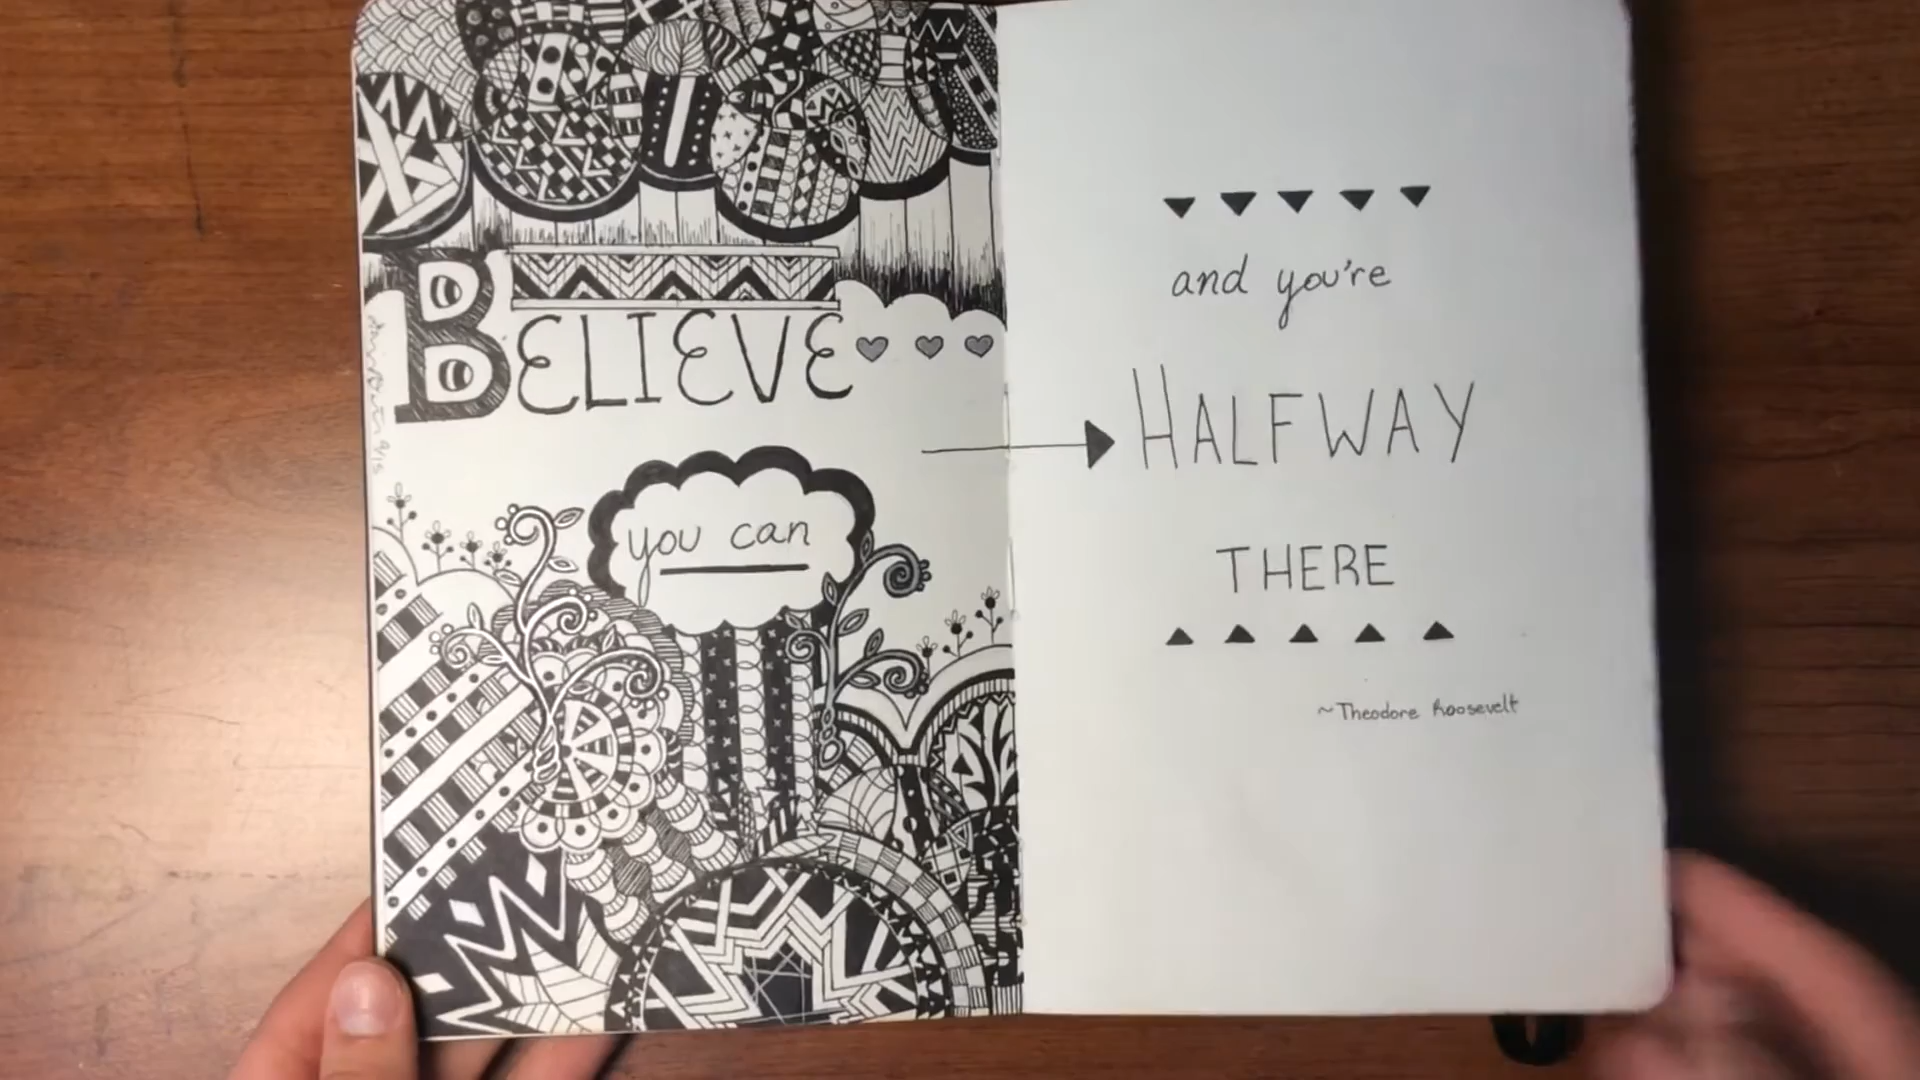 BELIEVE
you can
and you're
HALFWAY
THERE
~Theodore Roosevelt